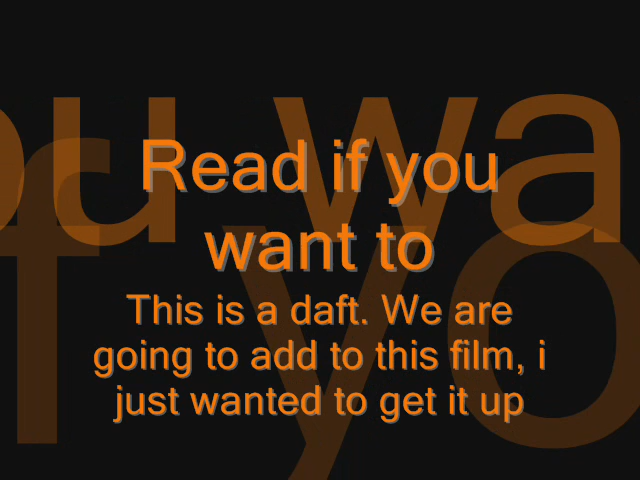 Read if you
want to
This is a daft. We are
going to add to this film, i
just wanted to get it up